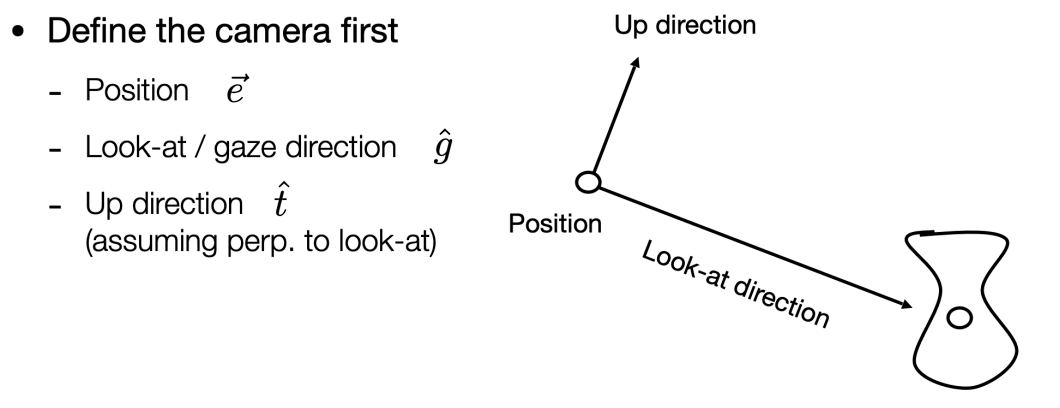 • Define the camera first
- Position $\vec{e}$
- Look-at / gaze direction $\hat{g}$
- Up direction $\hat{t}$
(assuming perp. to look-at)
Up direction
Position
Look-at direction